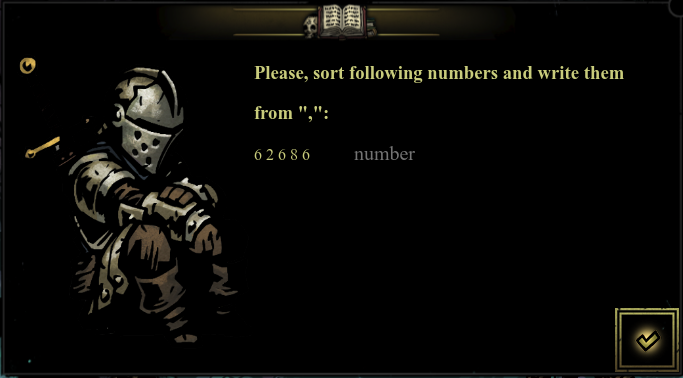 Please, sort following numbers and write them
from ",":
6 2 6 8 6 number